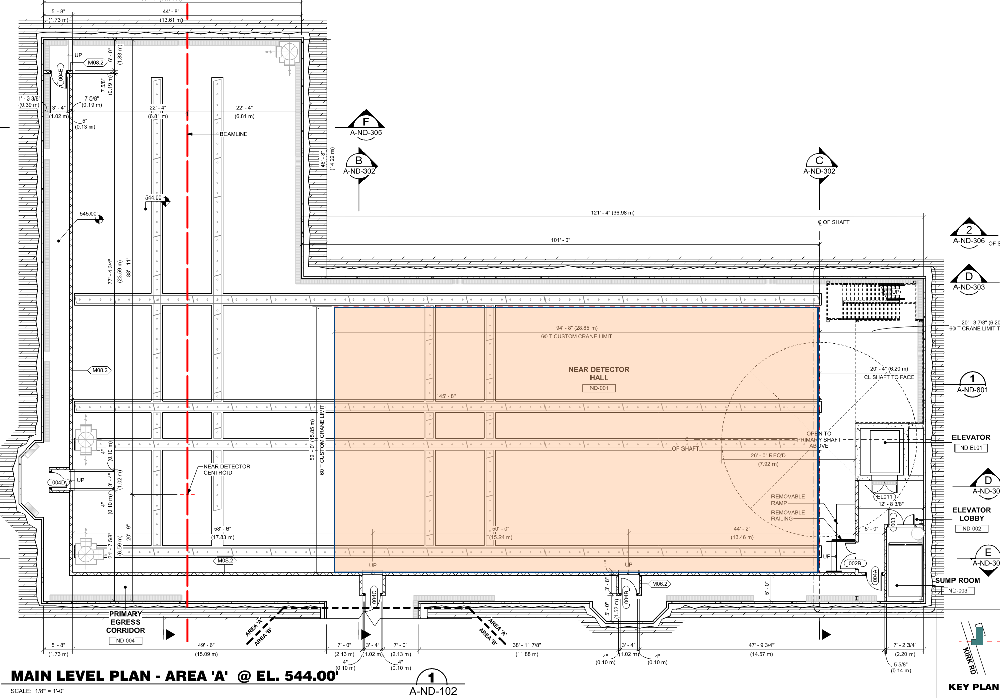 5' - 8"
(1.73 m)
44' - 8"
(13.61 m)
UP
M08.2
004E
6' - 0"
(1.83 m)
7 5/8"
(0.19 m)
1' - 3 3/8"
(0.39 m)
3' - 4"
(1.02 m)
7 5/8"
(0.19 m)
5"
(0.13 m)
22' - 4"
(6.81 m)
22' - 4"
(6.81 m)
BEAMLINE
F
A-ND-305
B
A-ND-302
C
A-ND-302
46' - 8"
(14.22 m)
544.00'
545.00'
121' - 4" (36.98 m)
℄ OF SHAFT
101' - 0"
2
A-ND-306
OF S
D
A-ND-303
77' - 4 3/4"
(23.59 m)
88' - 11"
UP
20' - 3 7/8" (6.20
60 T CRANE LIMIT T
94' - 8" (28.85 m)
60 T CUSTOM CRANE LIMIT
NEAR DETECTOR
HALL
ND-001
M08.2
20' - 4" (6.20 m)
CL SHAFT TO FACE
1
A-ND-801
145' - 8"
52' - 0" (15.85 m)
60 T CUSTOM CRANE LIMIT
OPEN TO
PRIMARY SHAFT
ABOVE
℄
OF SHAFT
ELEVATOR
ND-EL01
26' - 0" REQ'D
(7.92 m)
4"
(0.10 m)
NEAR DETECTOR
CENTROID
004D
UP
3' - 4"
(1.02 m)
4"
(0.10 m)
D
A-ND-30
REMOVABLE
RAMP
REMOVABLE
RAILING
EL011
12' - 8 3/8"
ELEVATOR
LOBBY
ND-002
003
58' - 6"
(17.83 m)
50' - 0"
(15.24 m)
44' - 2"
(13.46 m)
5' - 0"
20' - 9"
21' - 7 5/8"
(6.59 m)
M08.2
UP
UP
UP
002B
E
A-ND-30
11"
3' - 8"
5' - 0"
(1.52 m)
004C
004B
M06.2
5' - 0"
004A
SUMP ROOM
ND-003
PRIMARY
EGRESS
CORRIDOR
ND-004
AREA 'A'
AREA 'B'
AREA 'A'
AREA 'B'
5' - 8"
(1.73 m)
49' - 6"
(15.09 m)
7' - 0"
(2.13 m)
3' - 4"
(1.02 m)
7' - 0"
(2.13 m)
4"
(0.10 m)
4"
(0.10 m)
38' - 11 7/8"
(11.88 m)
3' - 4"
(1.02 m)
4"
(0.10 m)
4"
(0.10 m)
47' - 9 3/4"
(14.57 m)
7' - 2 3/4"
(2.20 m)
5 5/8"
(0.14 m)
KIRK RD
KEY PLAN
MAIN LEVEL PLAN - AREA 'A' @ EL. 544.00'
SCALE: 1/8" = 1'-0"
1
A-ND-102